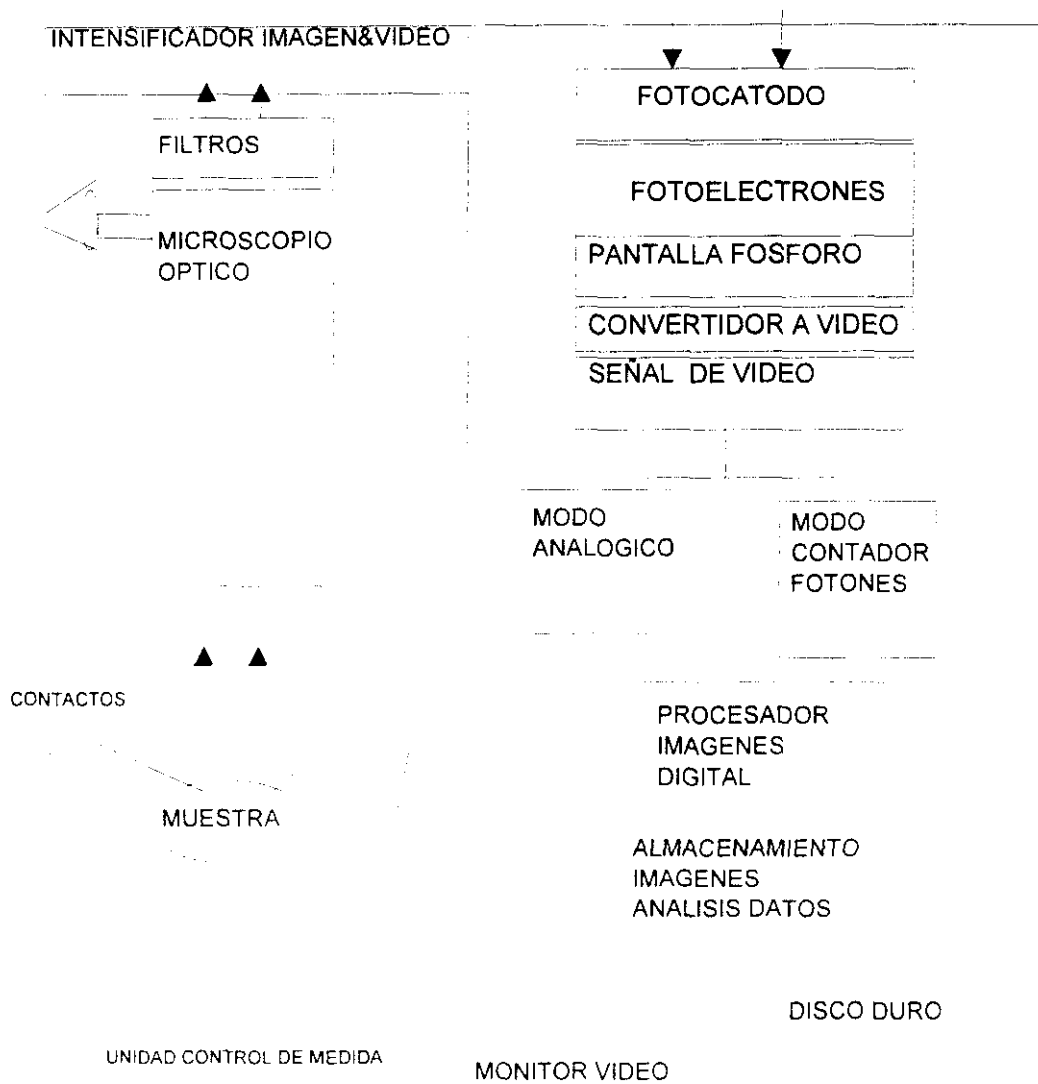 INTENSIFICADOR IMAGEN&VIDEO
FILTROS
MICROSCOPIO
OPTICO
CONTACTOS
MUESTRA
UNIDAD CONTROL DE MEDIDA
FOTOCATODO
FOTOELECTRONES
PANTALLA FOSFORO
CONVERTIDOR A VIDEO
SEÑAL DE VIDEO
MODO
ANALOGICO
MODO
CONTADOR
FOTONES
PROCESADOR
IMAGENES
DIGITAL
ALMACENAMIENTO
IMAGENES
ANALISIS DATOS
DISCO DURO
MONITOR VIDEO